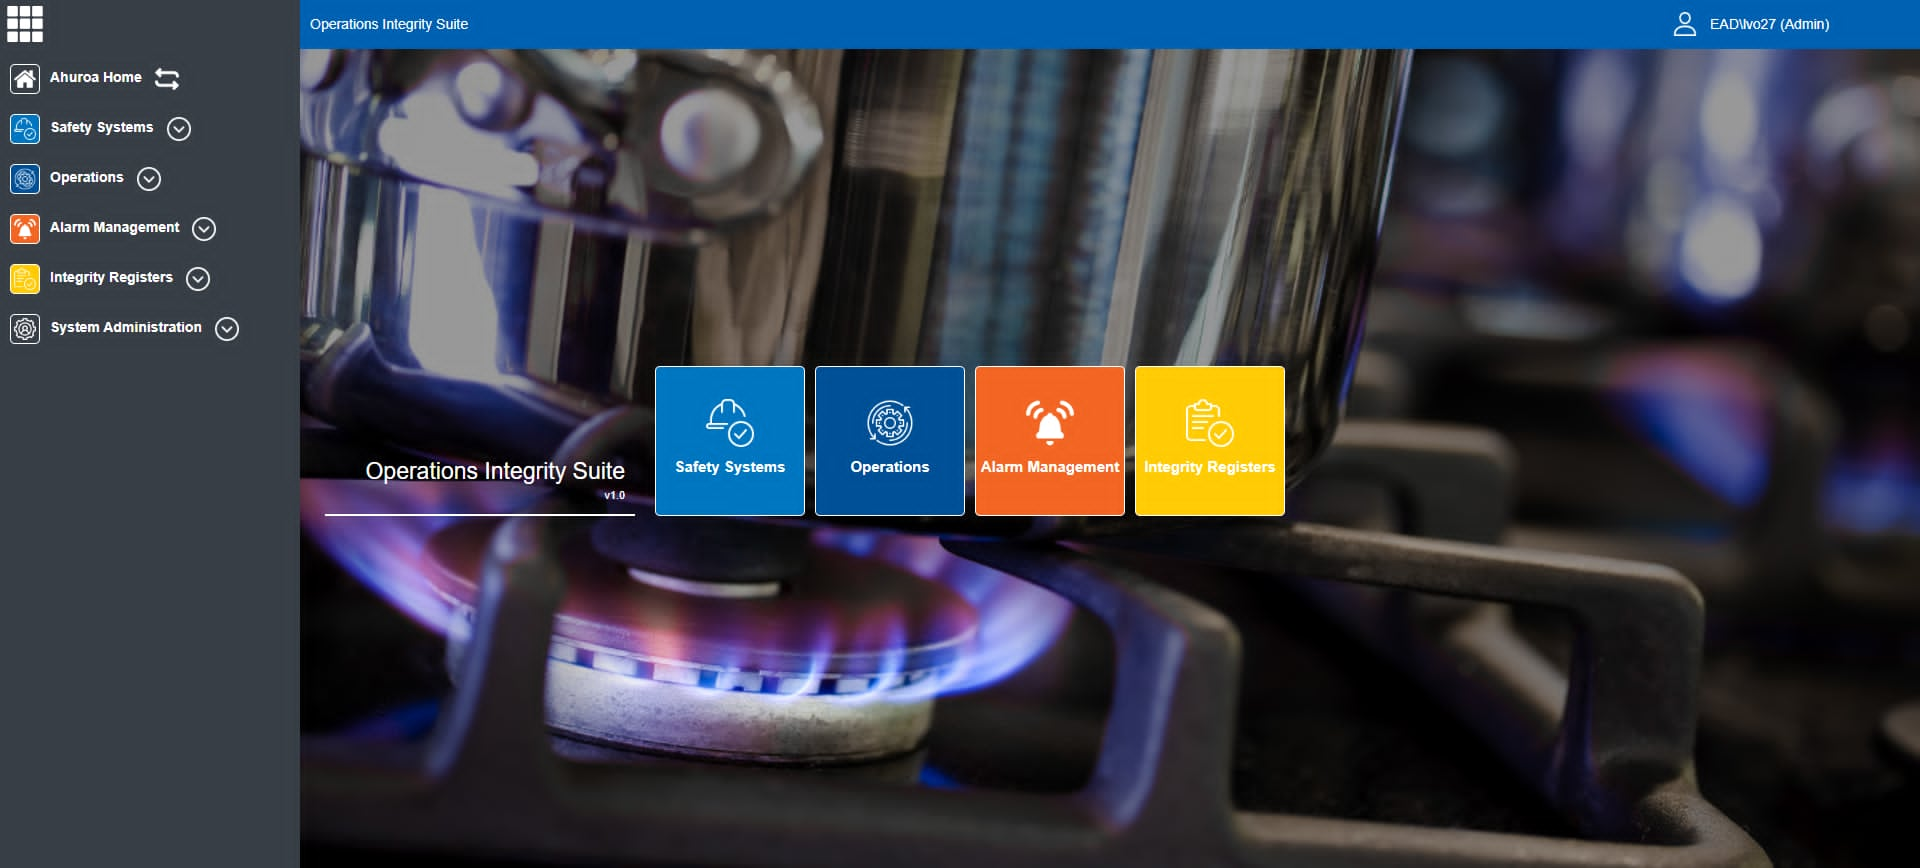 Operations Integrity Suite
EAD\lvo27 (Admin)
Ahuroa Home
Safety Systems
Operations
Alarm Management
Integrity Registers
System Administration
Operations Integrity Suite
v1.0
Safety Systems
Operations
Alarm Management
Integrity Registers